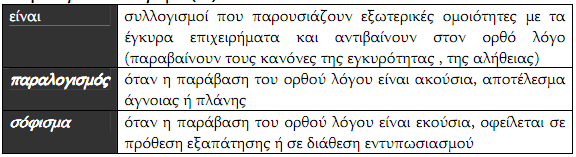 είναι συλλογισμοί που παρουσιάζουν εξωτερικές ομοιότητες με τα
έγκυρα επιχειρήματα και αντιβαίνουν στον ορθό λόγο
(παραβαίνουν τους κανόνες της εγκυρότητας , της αλήθειας)
παραλογισμός όταν η παράβαση του ορθού λόγου είναι ακούσια, αποτέλεσμα
άγνοιας ή πλάνης
σόφισμα όταν η παράβαση του ορθού λόγου είναι εκούσια, οφείλεται σε
πρόθεση εξαπάτησης ή σε διάθεση εντυπωσιασμού